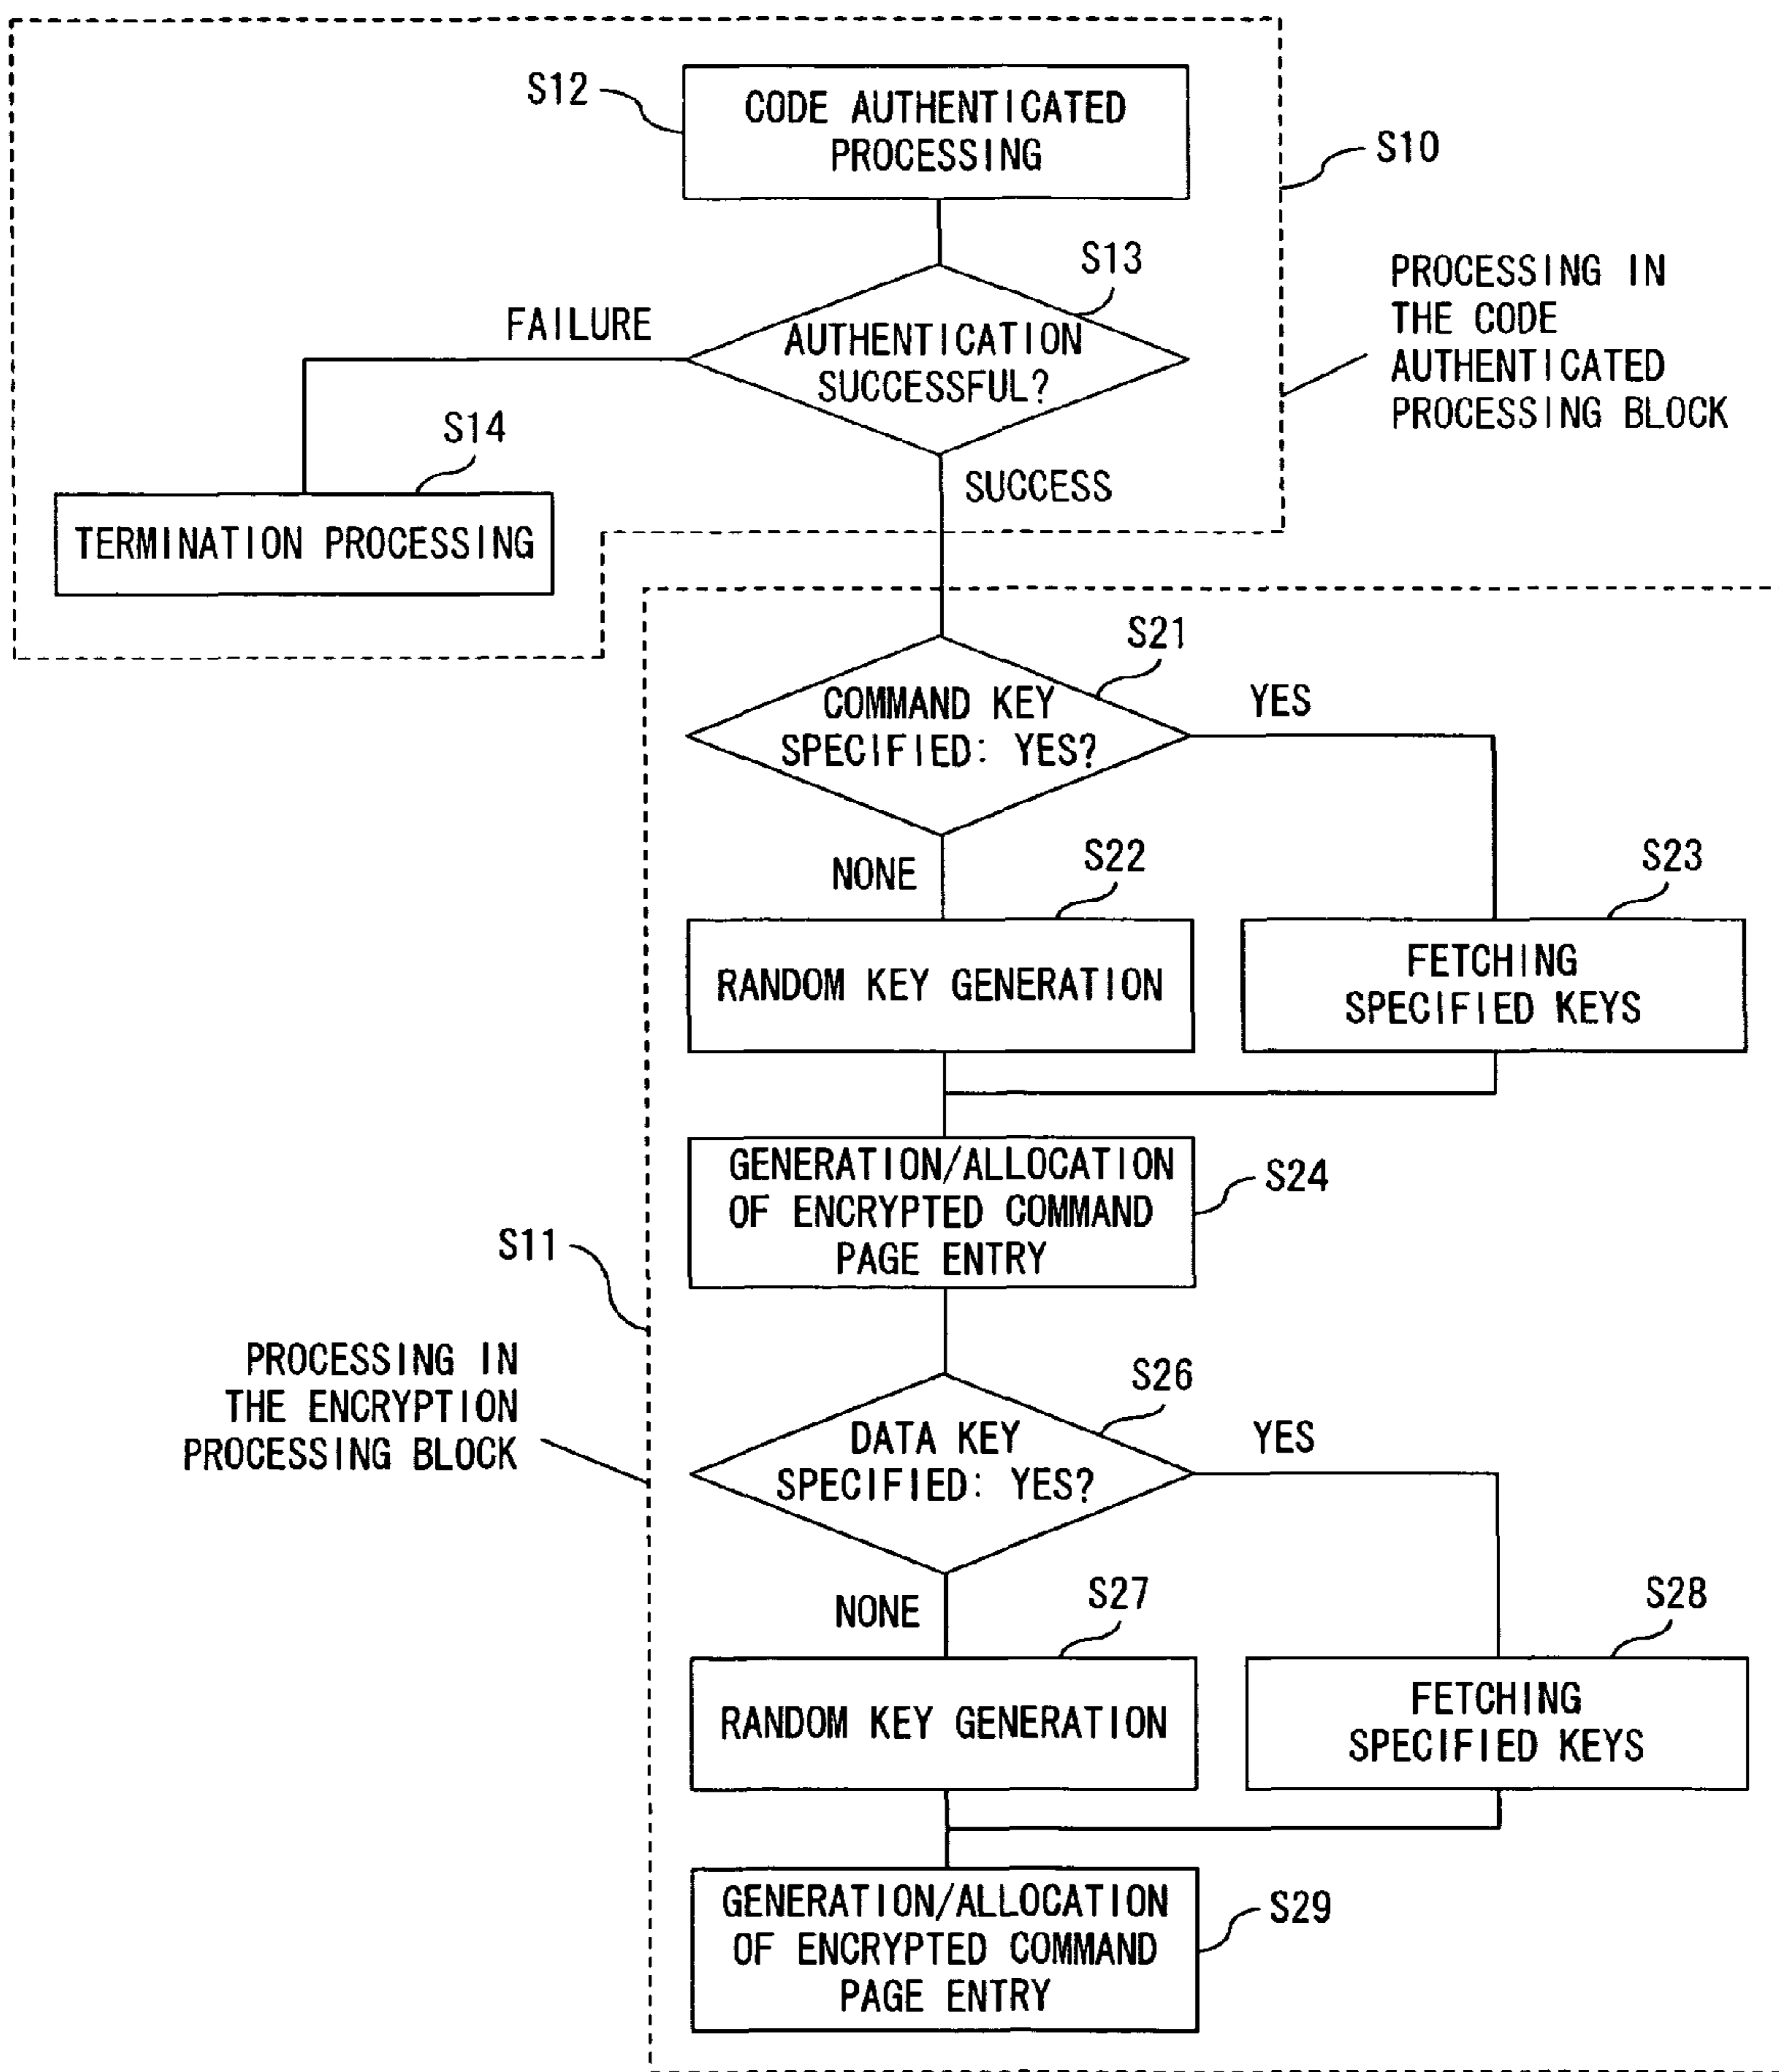 S12
CODE AUTHENTICATED
PROCESSING
S10
S13
PROCESSING IN
THE CODE
AUTHENTICATED
PROCESSING BLOCK
FAILURE
AUTHENTICATION
SUCCESSFUL?
S14
SUCCESS
TERMINATION PROCESSING
S21
COMMAND KEY
SPECIFIED: YES?
YES
NONE
S22
S23
RANDOM KEY GENERATION
FETCHING
SPECIFIED KEYS
GENERATION/ALLOCATION
OF ENCRYPTED COMMAND
PAGE ENTRY
S24
S11
PROCESSING IN
THE ENCRYPTION
PROCESSING BLOCK
S26
DATA KEY
SPECIFIED: YES?
YES
NONE
S27
S28
RANDOM KEY GENERATION
FETCHING
SPECIFIED KEYS
GENERATION/ALLOCATION
OF ENCRYPTED COMMAND
PAGE ENTRY
S29